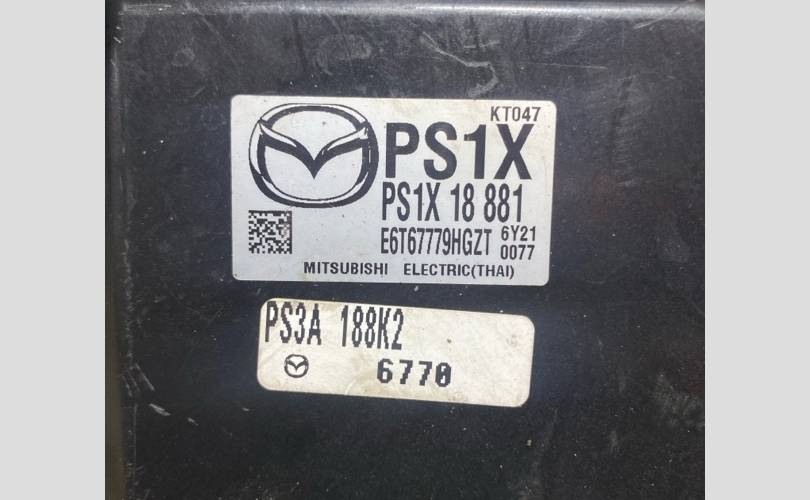 KT047
PS1X
PS1X 18 881
E6T67779HGZT 6Y21
0077
MITSUBISHI ELECTRIC(THAI)
PS3A 188K2
6770